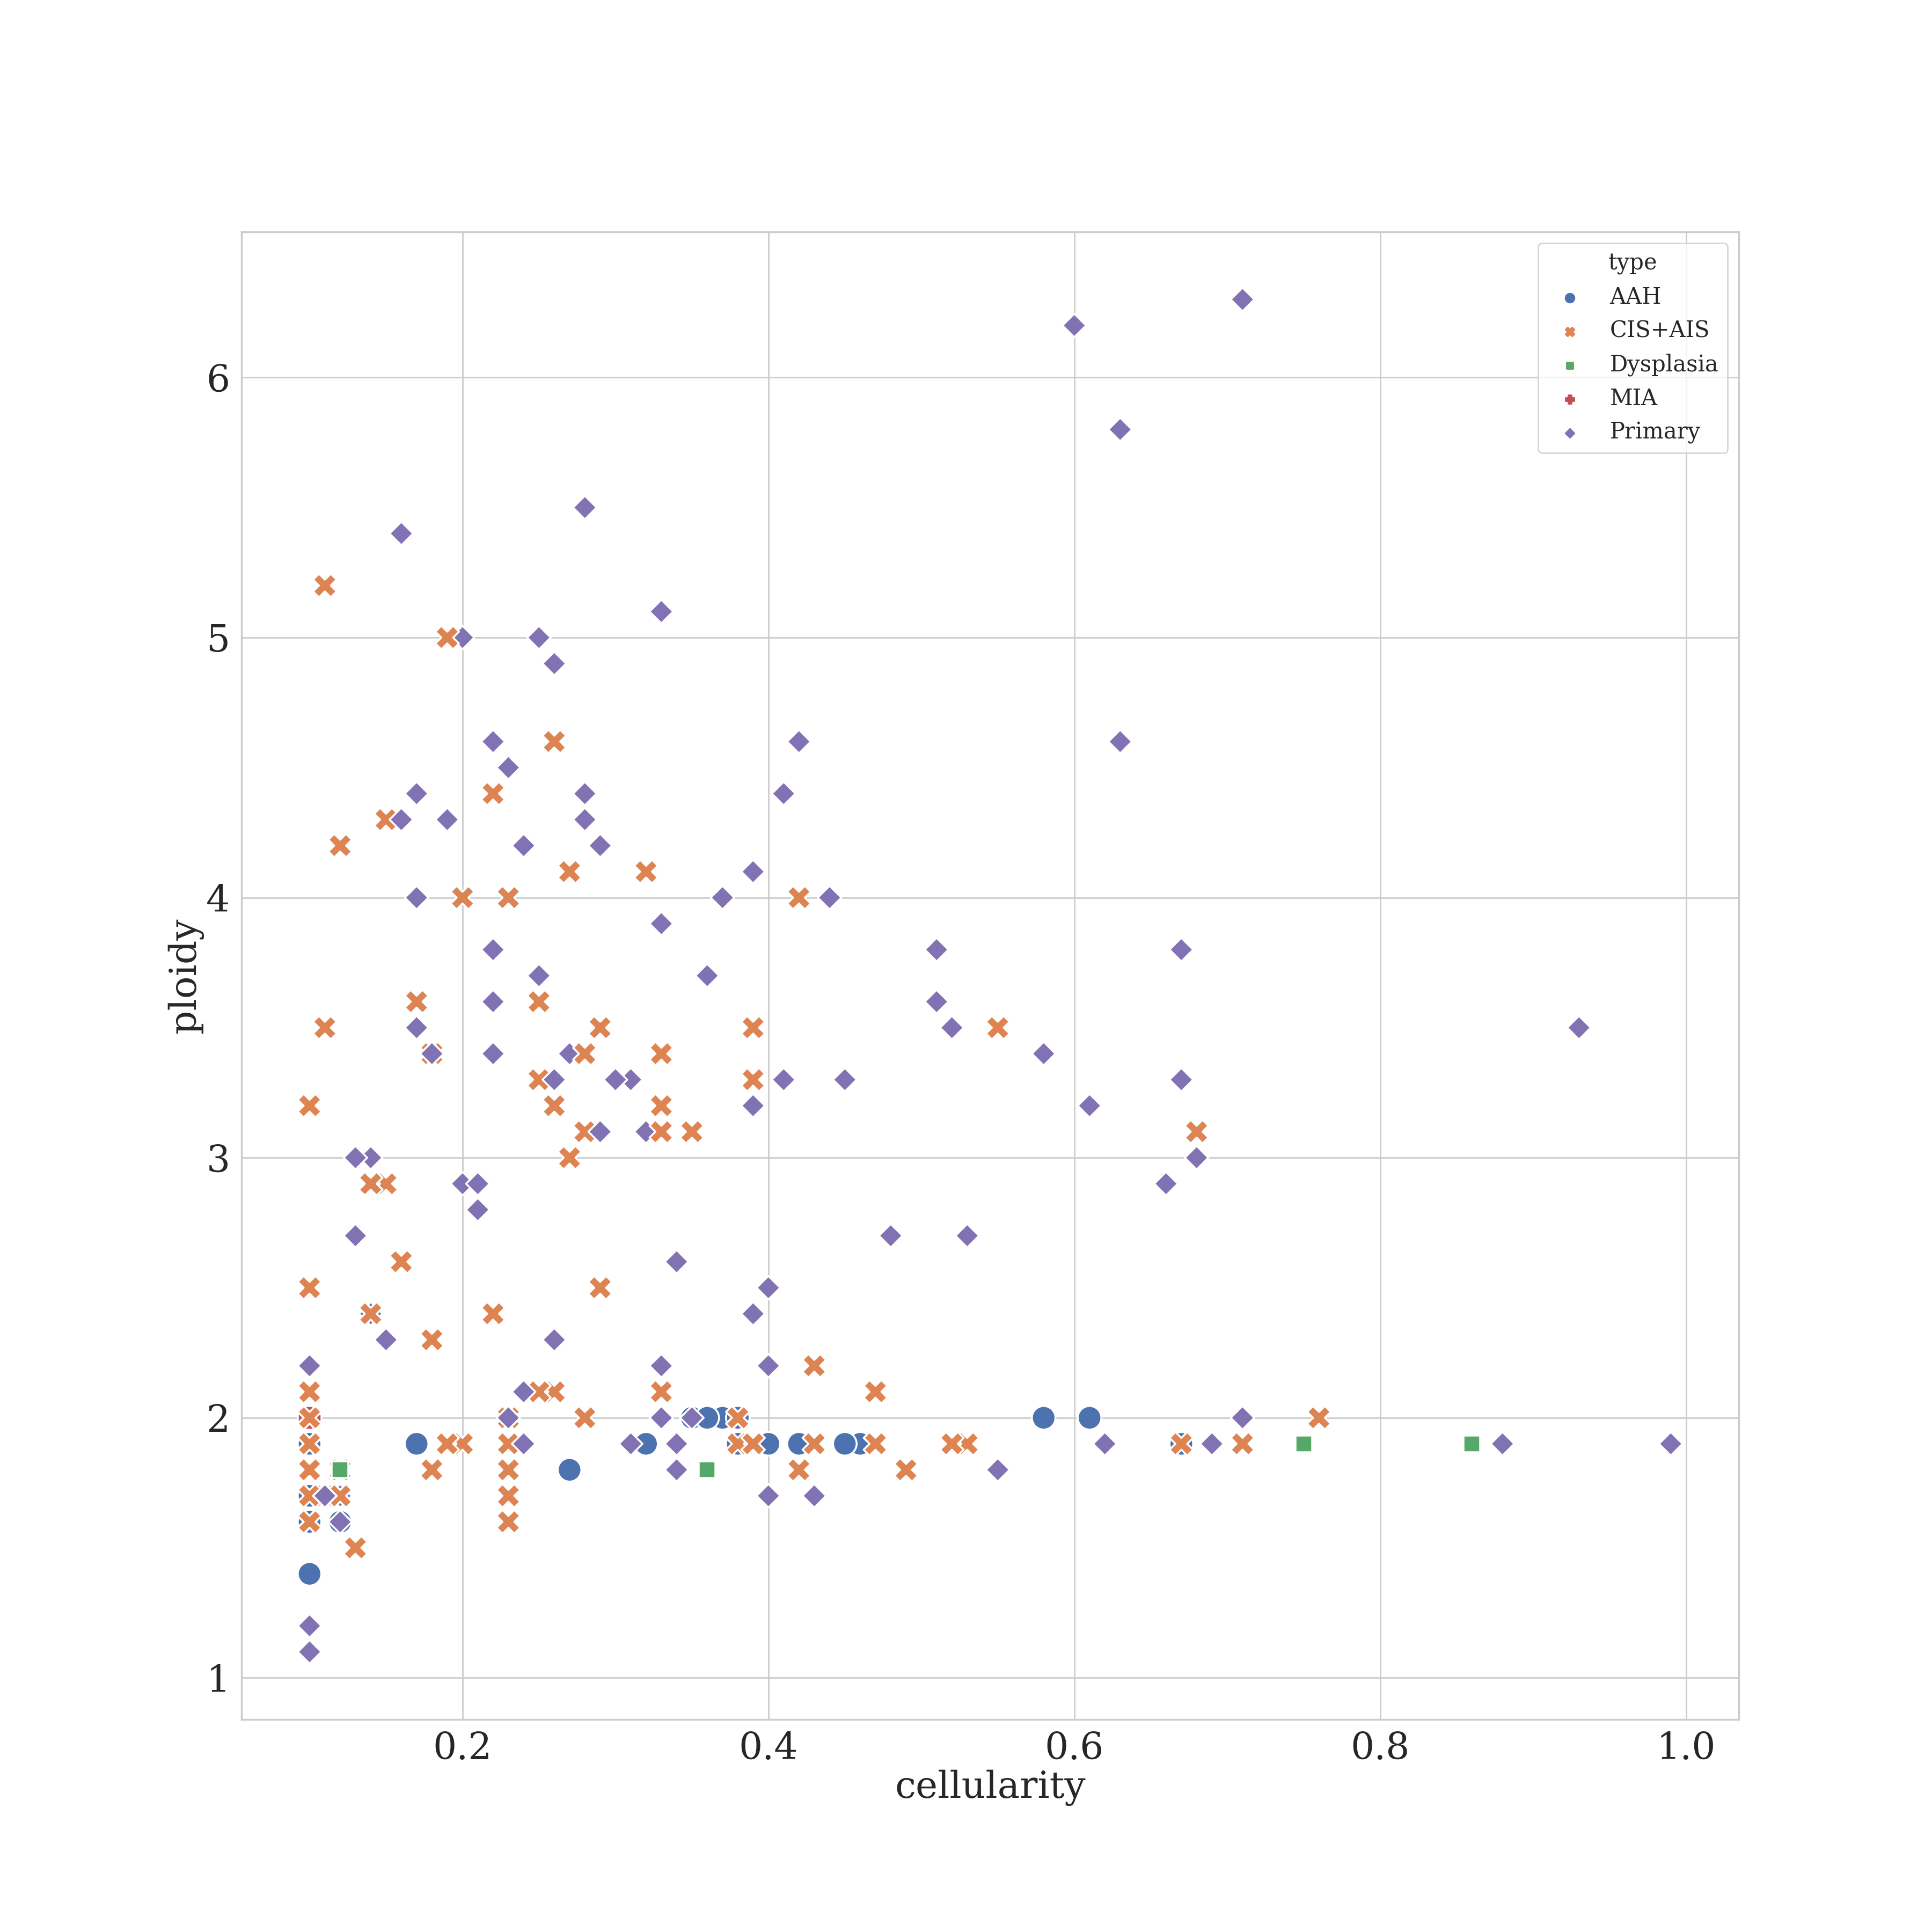 type
AAH
CIS+AIS
Dysplasia
MIA
Primary
6
5
4
3
2
1
ploidy
0.2 0.4 0.6 0.8 1.0
cellularity